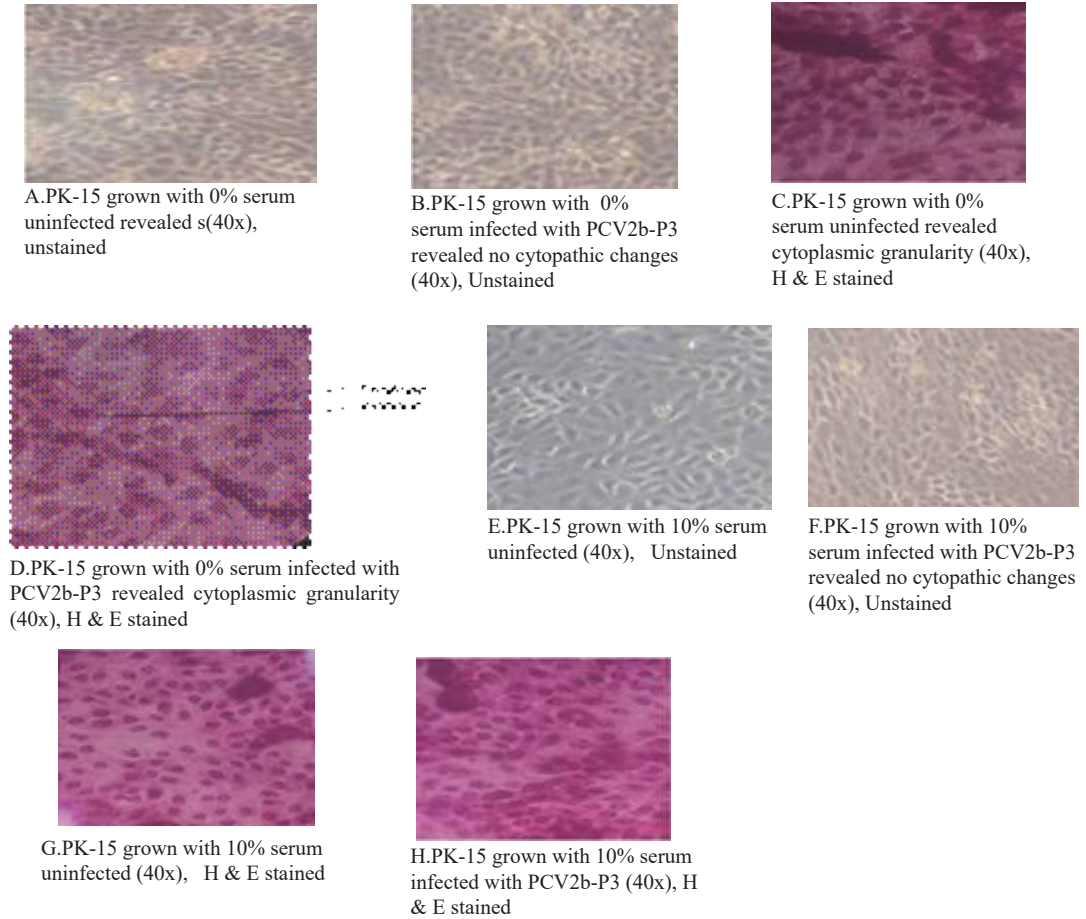 A.PK-15 grown with 0% serum
uninfected revealed s(40x),
unstained
B.PK-15 grown with 0%
serum infected with PCV2b-P3
revealed no cytopathic changes
(40x), Unstained
C.PK-15 grown with 0%
serum uninfected revealed
cytoplasmic granularity (40x),
H & E stained
D.PK-15 grown with 0% serum infected with
PCV2b-P3 revealed cytoplasmic granularity
(40x), H & E stained
E.PK-15 grown with 10% serum
uninfected (40x), Unstained
F.PK-15 grown with 10%
serum infected with PCV2b-P3
revealed no cytopathic changes
(40x), Unstained
G.PK-15 grown with 10% serum
uninfected (40x), H & E stained
H.PK-15 grown with 10% serum
infected with PCV2b-P3 (40x), H
& E stained